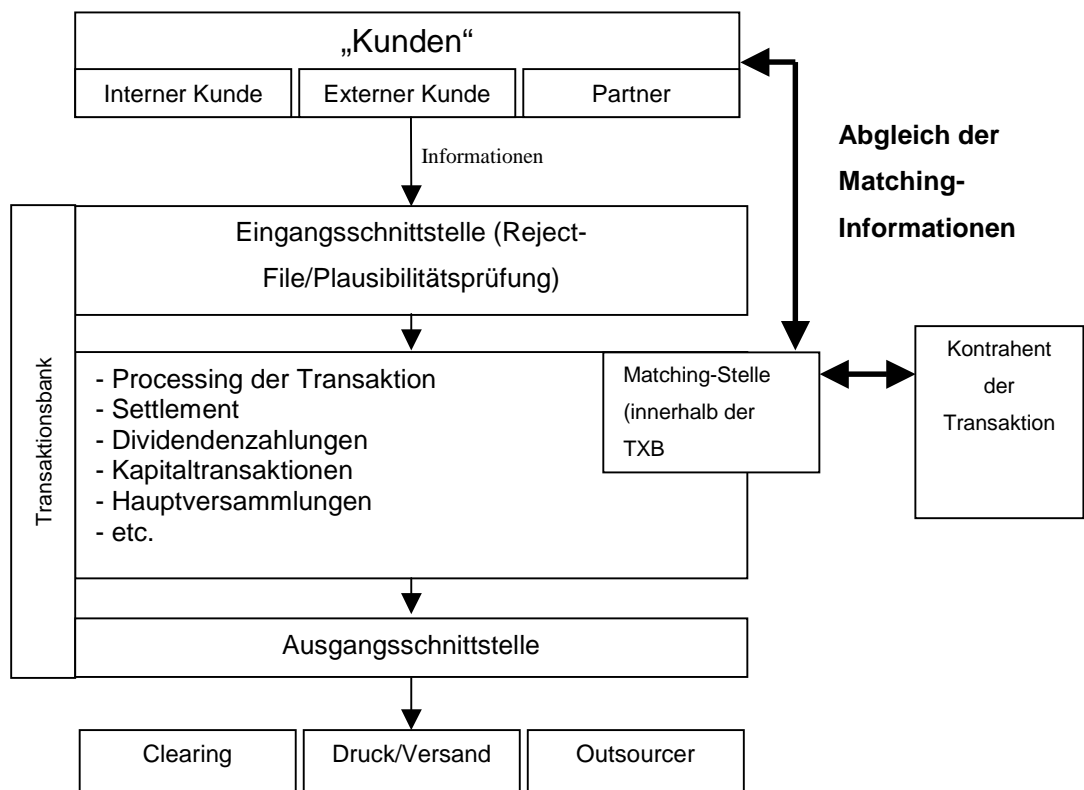 „Kunden“
Interner Kunde
Externer Kunde
Partner
Informationen
Abgleich der
Matching-
Informationen
Transaktionsbank
Eingangsschnittstelle (Reject-
File/Plausibilitätsprüfung)
- Processing der Transaktion
- Settlement
- Dividendenzahlungen
- Kapitaltransaktionen
- Hauptversammlungen
- etc.
Matching-Stelle
(innerhalb der
TXB
Kontrahent
der
Transaktion
Ausgangsschnittstelle
Clearing
Druck/Versand
Outsourcer